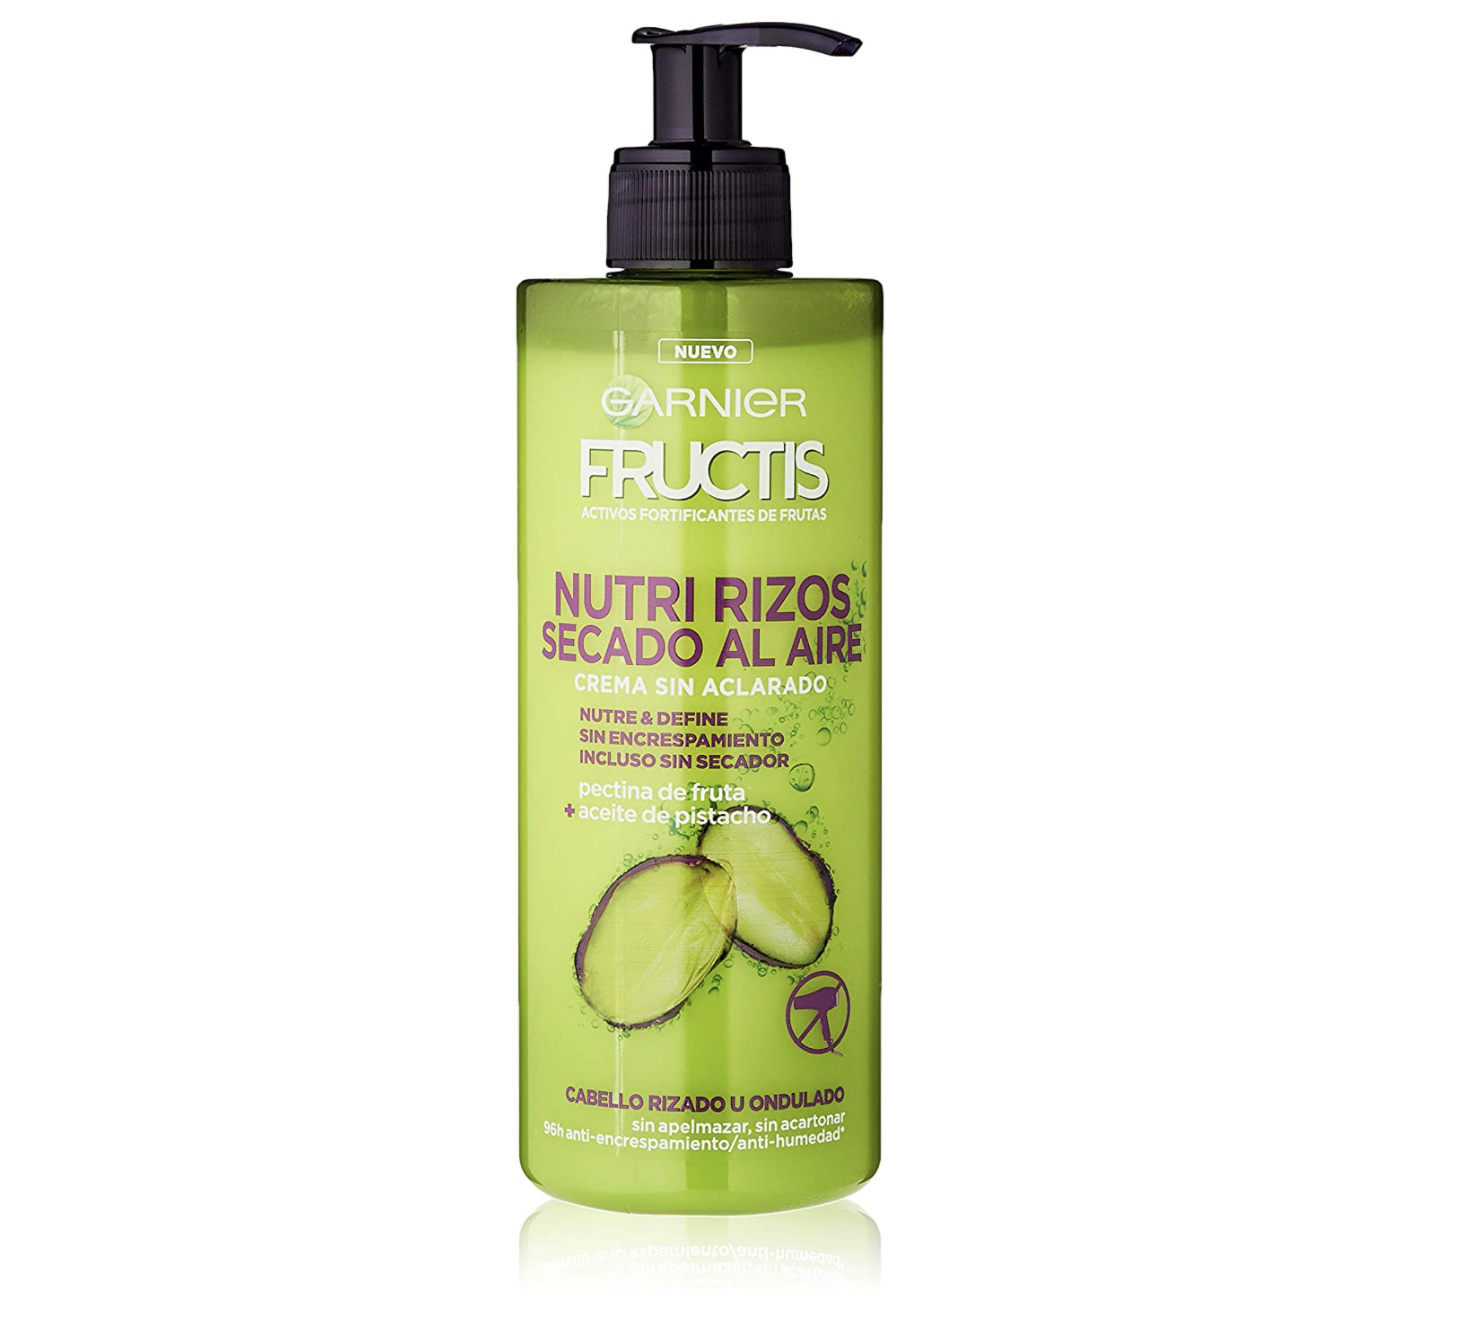 NUEVO
GARNIER
FRUCTIS
ACTIVOS FORTIFICANTES DE FRUTAS
NUTRI RIZOS
SECADO AL AIRE
CREMA SIN ACLARADO
NUTRE & DEFINE
SIN ENCRESPAMIENTO
INCLUSO SIN SECADOR
pectina de fruta
+ aceite de pistacho
CABELLO RIZADO U ONDULADO
sin apelmazar, sin acartonar
96h anti-encrespamiento/anti-humedad*